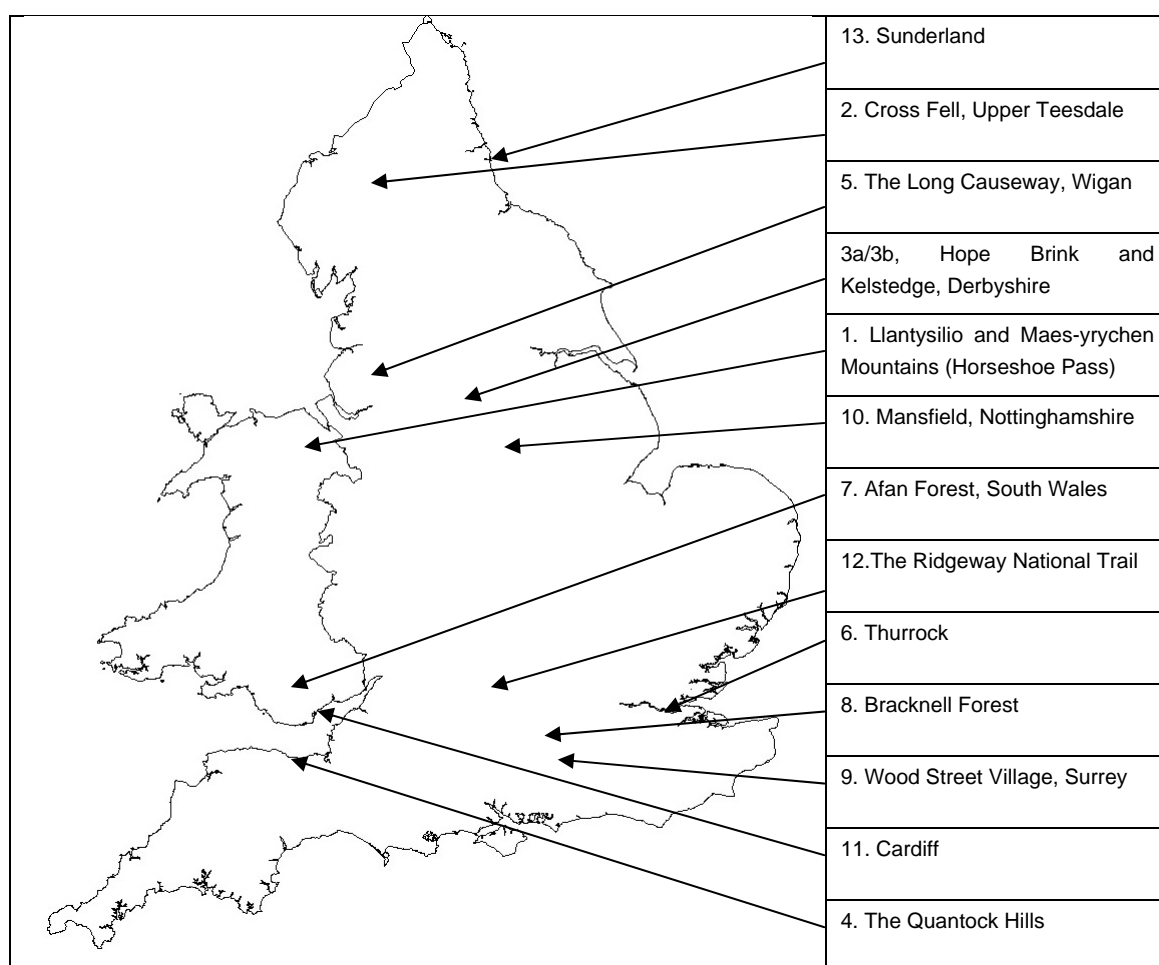 13. Sunderland
2. Cross Fell, Upper Teesdale
5. The Long Causeway, Wigan
3a/3b, Hope Brink and
Kelstedge, Derbyshire
1. Llantysilio and Maes-yrychen
Mountains (Horseshoe Pass)
10. Mansfield, Nottinghamshire
7. Afan Forest, South Wales
12.The Ridgeway National Trail
6. Thurrock
8. Bracknell Forest
9. Wood Street Village, Surrey
11. Cardiff
4. The Quantock Hills